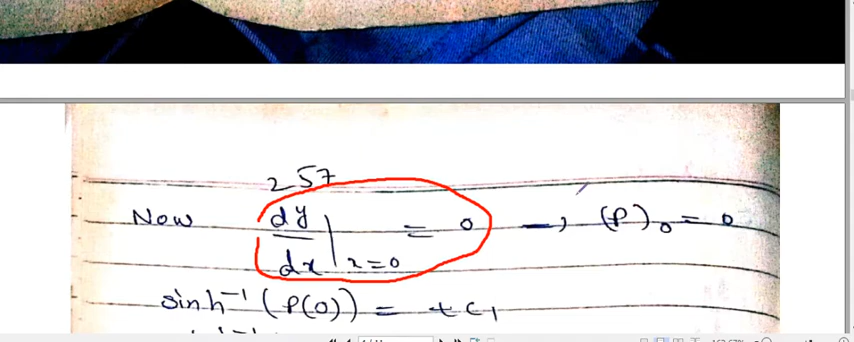 257
Now dy/dx |x=0 = 0 → (P)₀ = 0
sinh⁻¹ (P(0)) = +C₁